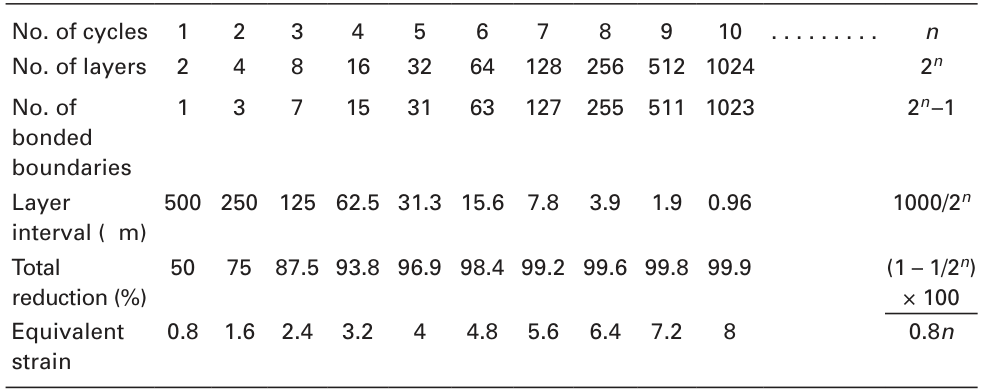 No. of cycles 1 2 3 4 5 6 7 8 9 10 ......... n
No. of layers 2 4 8 16 32 64 128 256 512 1024 2ⁿ
No. of 1 3 7 15 31 63 127 255 511 1023 2ⁿ–1
bonded
boundaries
Layer 500 250 125 62.5 31.3 15.6 7.8 3.9 1.9 0.96 1000/2ⁿ
interval ( m)
Total 50 75 87.5 93.8 96.9 98.4 99.2 99.6 99.8 99.9 (1 – 1/2ⁿ)
reduction (%) × 100
Equivalent 0.8 1.6 2.4 3.2 4 4.8 5.6 6.4 7.2 8 0.8n
strain